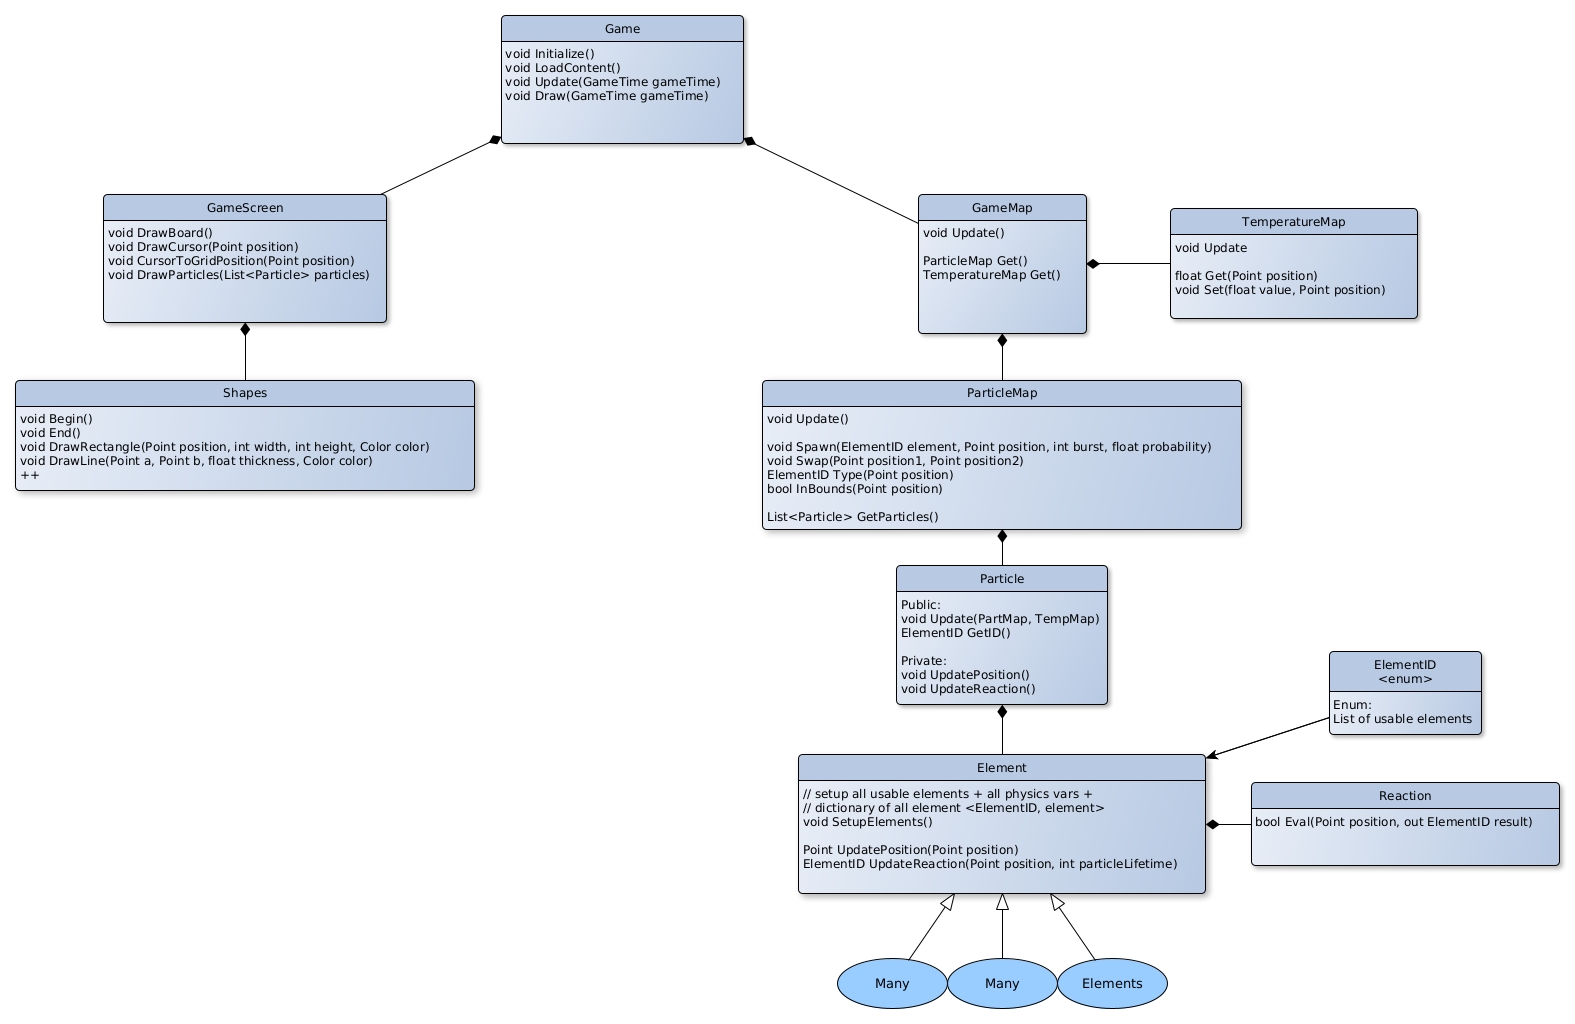 Game
void Initialize()
void LoadContent()
void Update(GameTime gameTime)
void Draw(GameTime gameTime)
GameScreen
void DrawBoard()
void DrawCursor(Point position)
void CursorToGridPosition(Point position)
void DrawParticles(List<Particle> particles)
GameMap
void Update()
ParticleMap Get()
TemperatureMap Get()
TemperatureMap
void Update
float Get(Point position)
void Set(float value, Point position)
Shapes
void Begin()
void End()
void DrawRectangle(Point position, int width, int height, Color color)
void DrawLine(Point a, Point b, float thickness, Color color)
++
ParticleMap
void Update()
void Spawn(ElementID element, Point position, int burst, float probability)
void Swap(Point position1, Point position2)
ElementID Type(Point position)
bool InBounds(Point position)
List<Particle> GetParticles()
Particle
Public:
void Update(PartMap, TempMap)
ElementID GetID()
Private:
void UpdatePosition()
void UpdateReaction()
ElementID
<enum>
Enum:
List of usable elements
Element
// setup all usable elements + all physics vars +
// dictionary of all element <ElementID, element>
void SetupElements()
Point UpdatePosition(Point position)
ElementID UpdateReaction(Point position, int particleLifetime)
Reaction
bool Eval(Point position, out ElementID result)
Many
Many
Elements